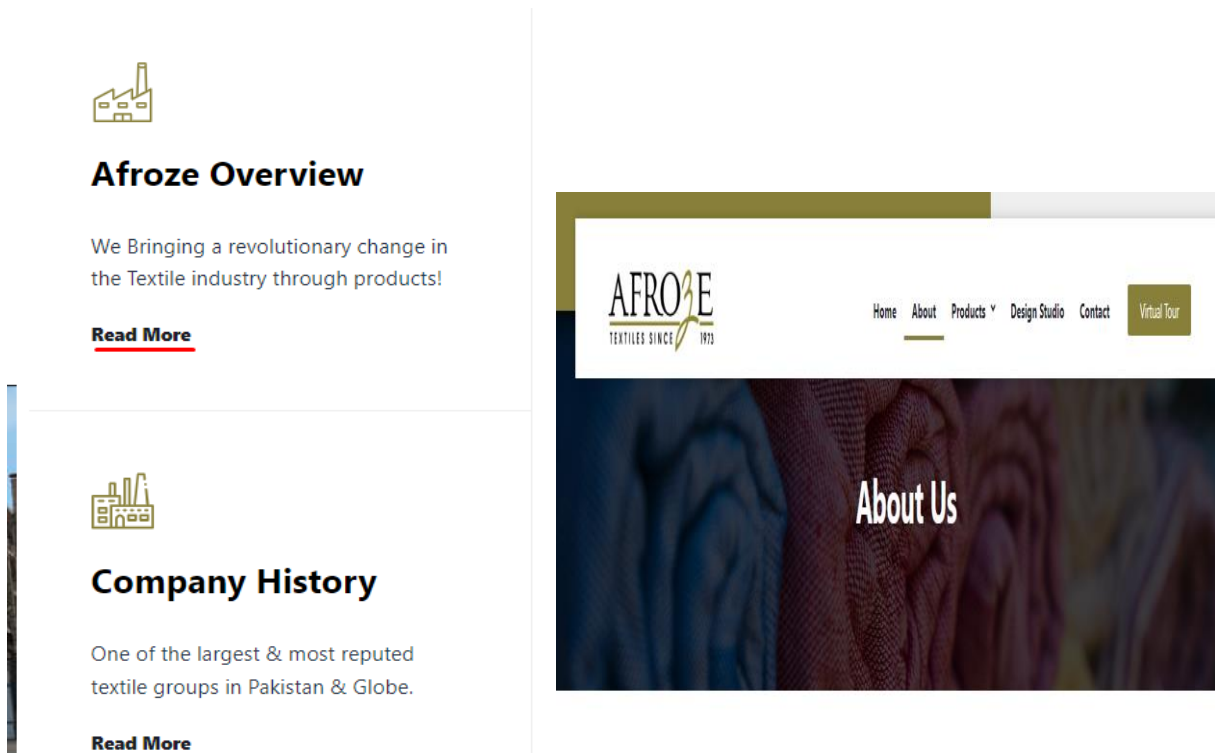 Afroze Overview
We Bringing a revolutionary change in
the Textile industry through products!
Read More
Company History
One of the largest & most reputed
textile groups in Pakistan & Globe.
Read More
AFROZE
TEXTILES SINCE 1973
Home About Products Design Studio Contact Virtual Tour
About Us